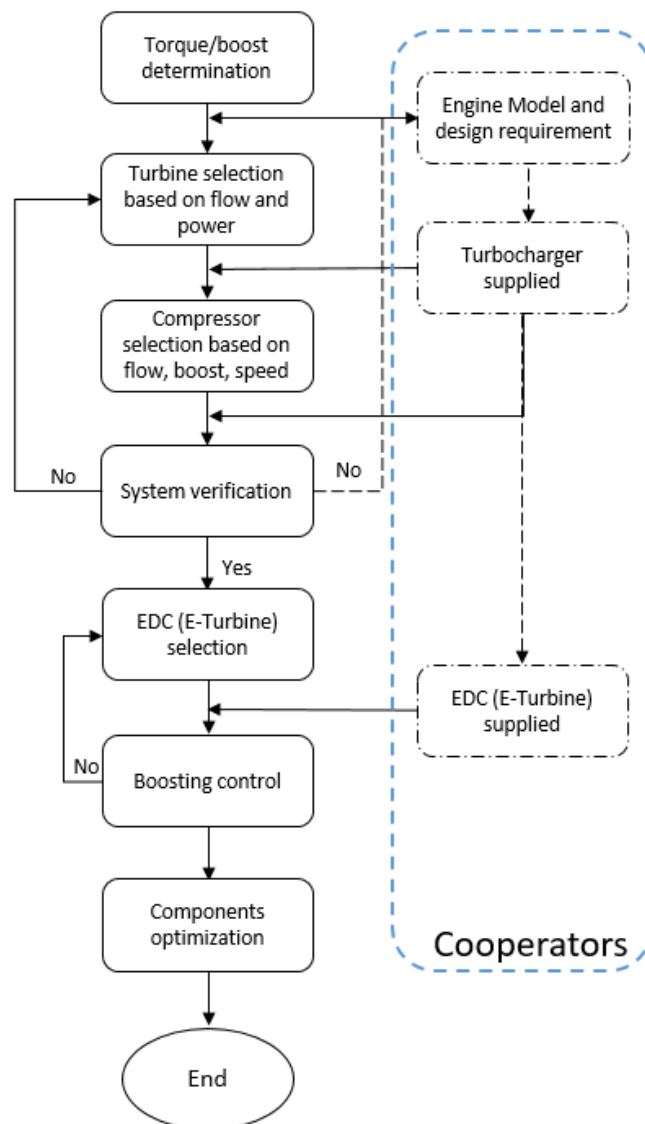 Torque/boost
determination
Engine Model and
design requirement
Turbine selection
based on flow and
power
Turbocharger
supplied
Compressor
selection based on
flow, boost, speed
No
System verification
No
Yes
EDC (E-Turbine)
selection
EDC (E-Turbine)
supplied
No
Boosting control
Components
optimization
Cooperators
End